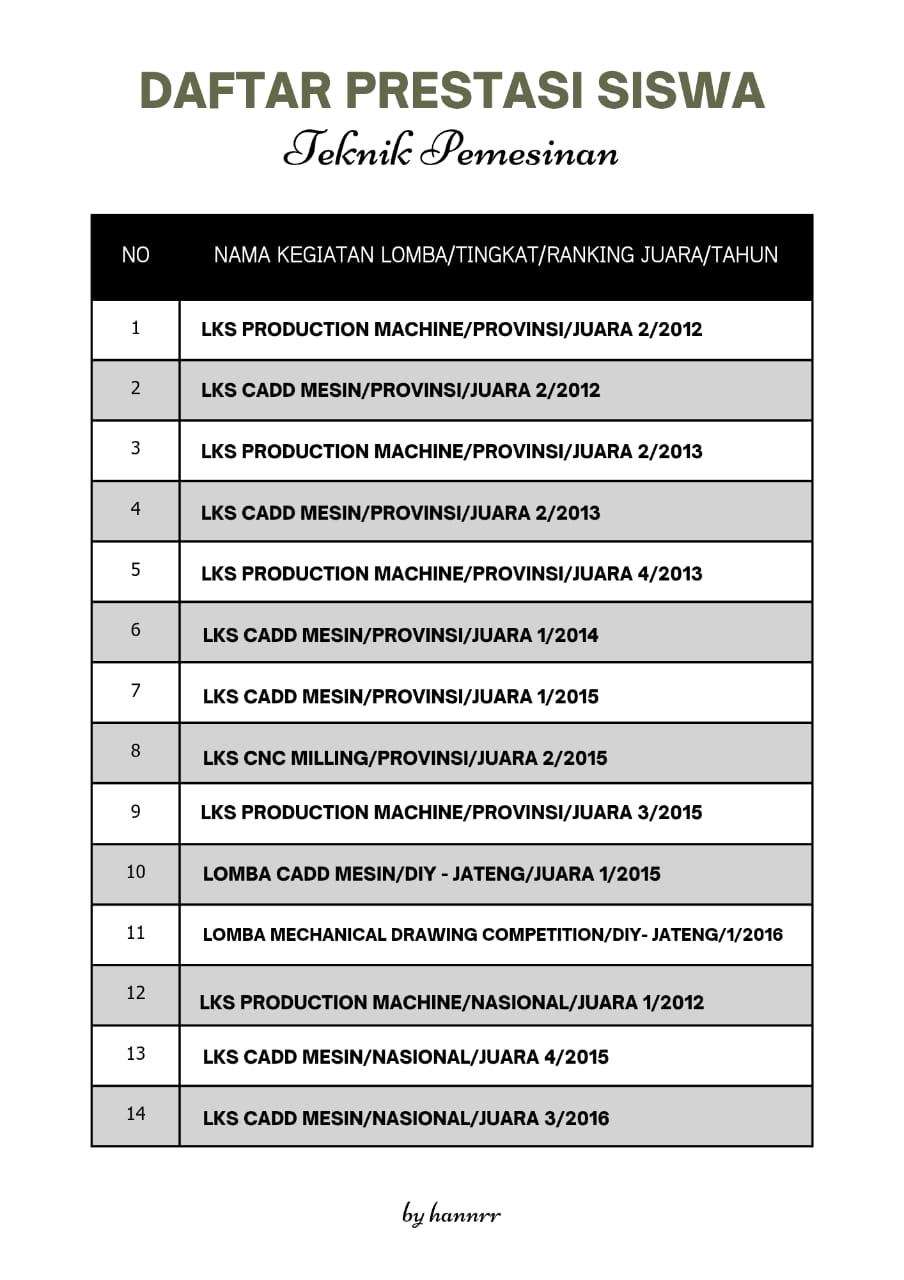 DAFTAR PRESTASI SISWA
Teknik Pemesinan
NO NAMA KEGIATAN LOMBA/TINGKAT/RANKING JUARA/TAHUN
1 LKS PRODUCTION MACHINE/PROVINSI/JUARA 2/2012
2 LKS CADD MESIN/PROVINSI/JUARA 2/2012
3 LKS PRODUCTION MACHINE/PROVINSI/JUARA 2/2013
4 LKS CADD MESIN/PROVINSI/JUARA 2/2013
5 LKS PRODUCTION MACHINE/PROVINSI/JUARA 4/2013
6 LKS CADD MESIN/PROVINSI/JUARA 1/2014
7 LKS CADD MESIN/PROVINSI/JUARA 1/2015
8 LKS CNC MILLING/PROVINSI/JUARA 2/2015
9 LKS PRODUCTION MACHINE/PROVINSI/JUARA 3/2015
10 LOMBA CADD MESIN/DIY - JATENG/JUARA 1/2015
11 LOMBA MECHANICAL DRAWING COMPETITION/DIY- JATENG/1/2016
12 LKS PRODUCTION MACHINE/NASIONAL/JUARA 1/2012
13 LKS CADD MESIN/NASIONAL/JUARA 4/2015
14 LKS CADD MESIN/NASIONAL/JUARA 3/2016
by hannrr